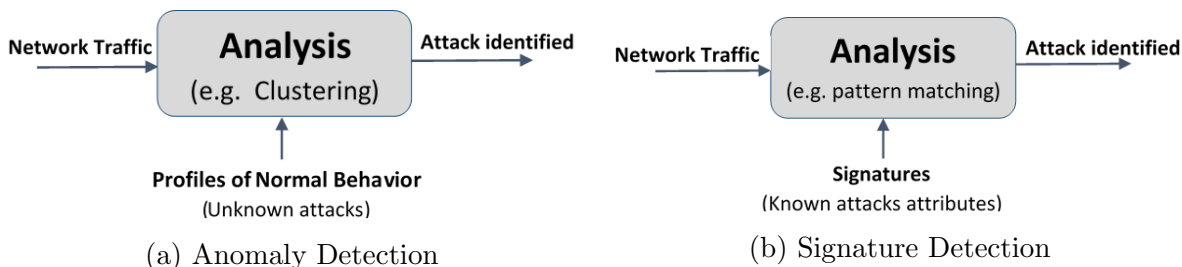 Network Traffic
Analysis
(e.g. Clustering)
Attack identified
Profiles of Normal Behavior
(Unknown attacks)
(a) Anomaly Detection
Network Traffic
Analysis
(e.g. pattern matching)
Attack identified
Signatures
(Known attacks attributes)
(b) Signature Detection